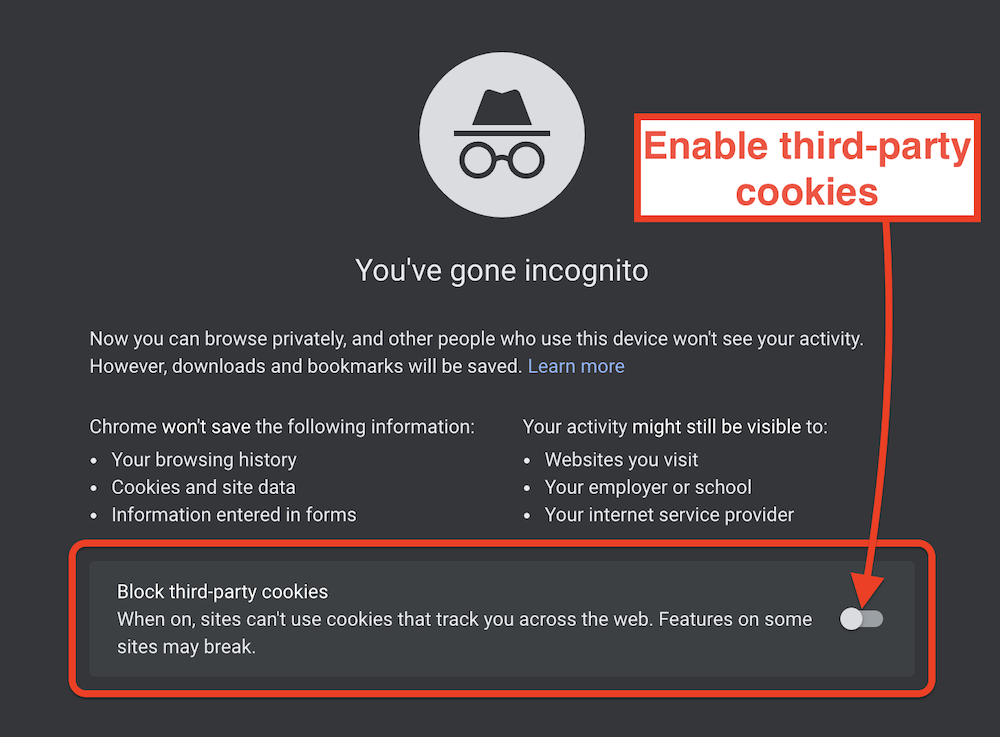 Enable third-party
cookies
You've gone incognito
Now you can browse privately, and other people who use this device won't see your activity.
However, downloads and bookmarks will be saved. Learn more
Chrome won't save the following information:
• Your browsing history
• Cookies and site data
• Information entered in forms
Your activity might still be visible to:
• Websites you visit
• Your employer or school
• Your internet service provider
Block third-party cookies
When on, sites can't use cookies that track you across the web. Features on some
sites may break.